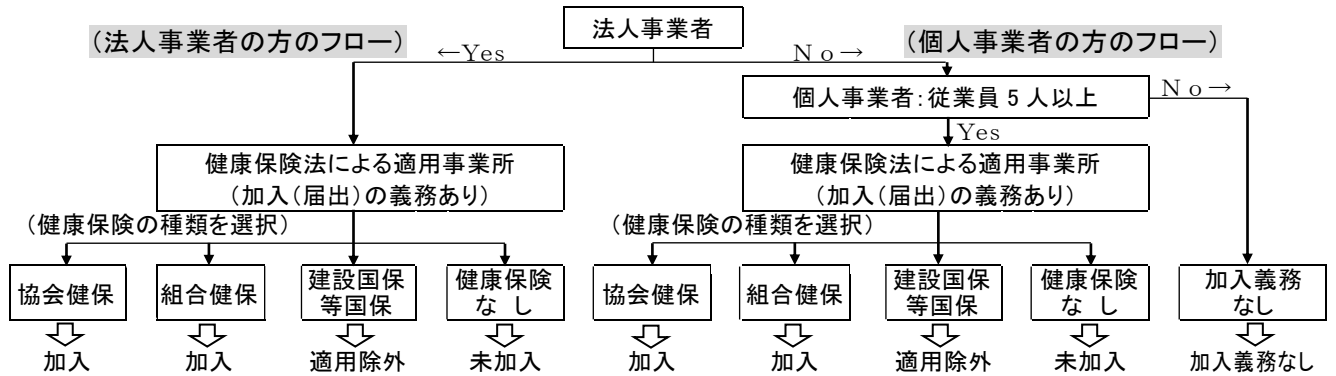 法人事業者
(法人事業者の方のフロー)
←Yes
No→
(個人事業者の方のフロー)
個人事業者：従業員 5 人以上
No→
Yes
健康保険法による適用事業所
(加入(届出)の義務あり)
健康保険法による適用事業所
(加入(届出)の義務あり)
(健康保険の種類を選択)
(健康保険の種類を選択)
協会健保
組合健保
建設国保
等国保
健康保険
な し
協会健保
組合健保
建設国保
等国保
健康保険
な し
加入義務
なし
加入
加入
適用除外
未加入
加入
加入
適用除外
未加入
加入義務なし